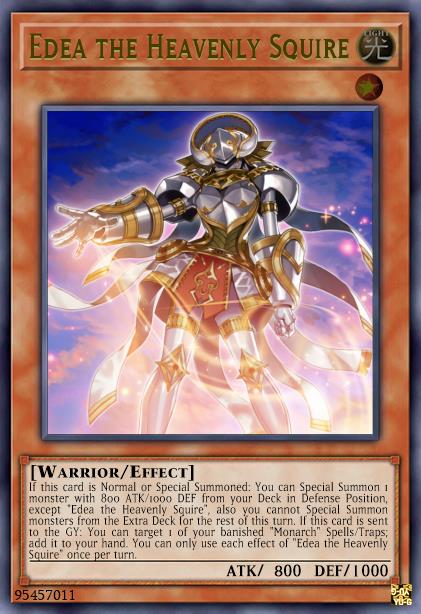 EDEA THE HEAVENLY SQUIRE
LIGHT
光
[WARRIOR/EFFECT]
If this card is Normal or Special Summoned: You can Special Summon 1
monster with 800 ATK/1000 DEF from your Deck in Defense Position,
except "Edea the Heavenly Squire", also you cannot Special Summon
monsters from the Extra Deck for the rest of this turn. If this card is sent
to the GY: You can target 1 of your banished "Monarch" Spells/Traps;
add it to your hand. You can only use each effect of "Edea the Heavenly
Squire" once per turn.
ATK/ 800 DEF/1000
95457011